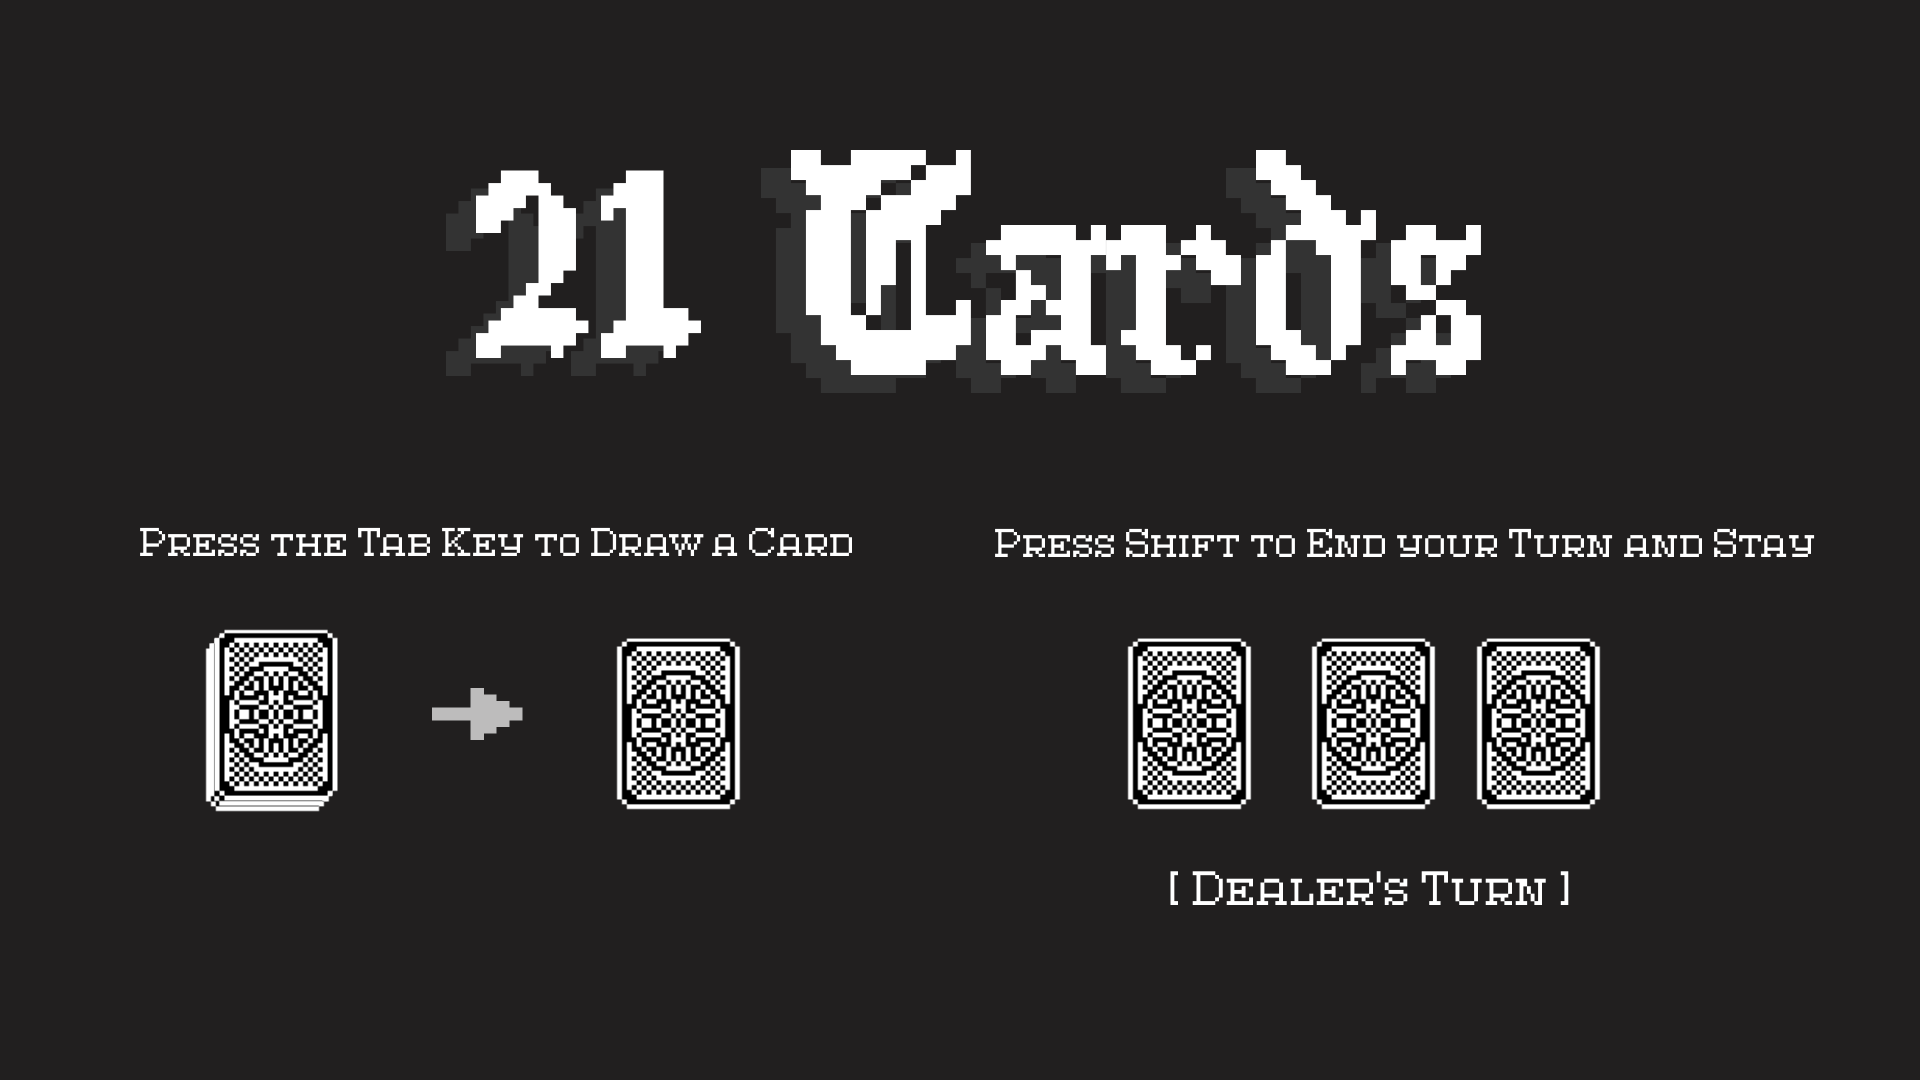 21 Cards
Press the Tab Key to Draw a Card
Press Shift to End your Turn and Stay
[ Dealer's Turn ]